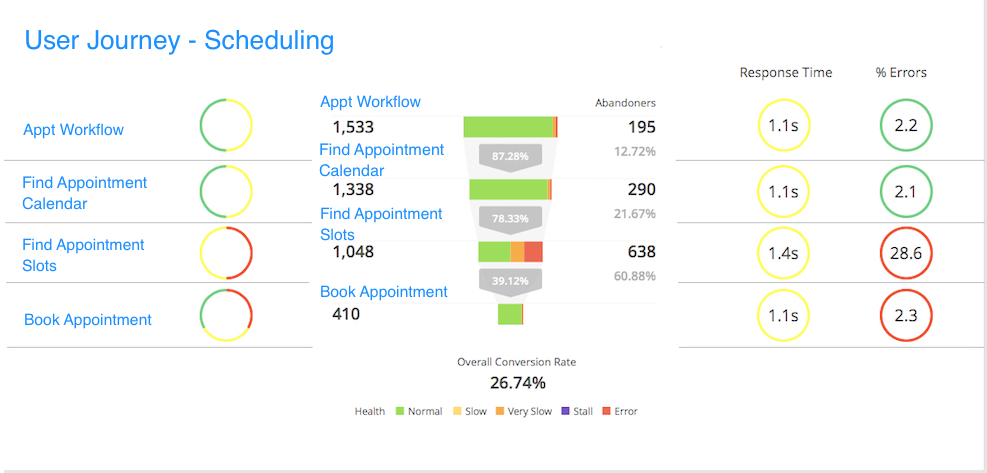 User Journey - Scheduling
Response Time
% Errors
Appt Workflow
1.1s
2.2
Find Appointment
Calendar
1.1s
2.1
Find Appointment
Slots
1.4s
28.6
Book Appointment
1.1s
2.3
Appt Workflow
Abandoners
1,533
195
Find Appointment
Calendar
87.28%
12.72%
1,338
290
Find Appointment
Slots
78.33%
21.67%
1,048
638
39.12%
60.88%
Book Appointment
410
Overall Conversion Rate
26.74%
Health Normal Slow Very Slow Stall Error